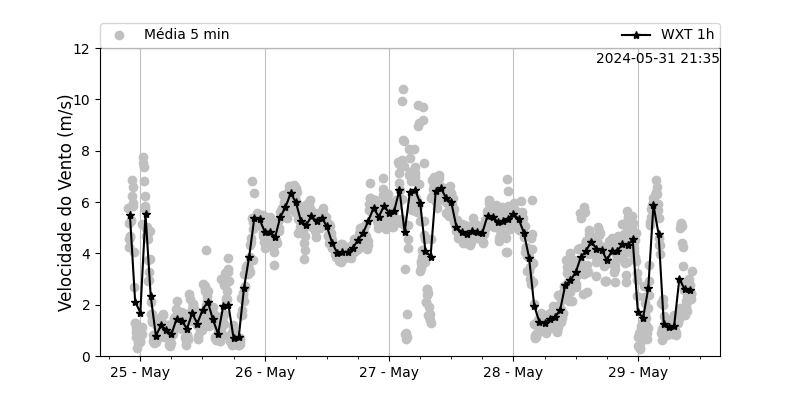 Média 5 min
WXT 1h
2024-05-31 21:35
Velocidade do Vento (m/s)
12
10
8
6
4
2
0
25 - May
26 - May
27 - May
28 - May
29 - May